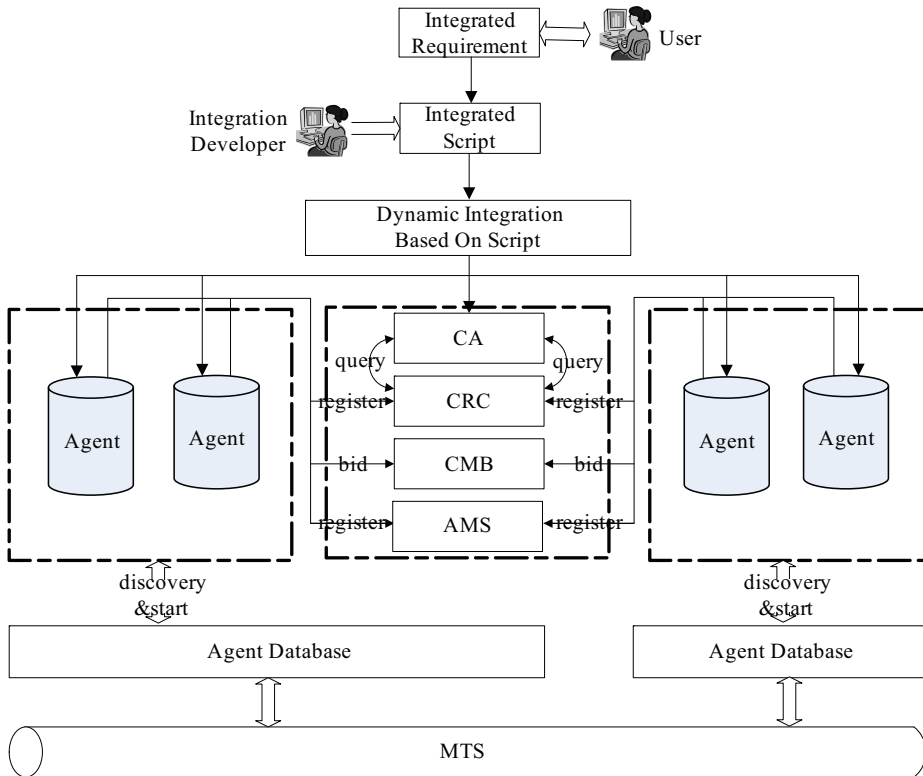 Integrated
Requirement
User
Integration
Developer
Integrated
Script
Dynamic Integration
Based On Script
CA
query
query
Agent
Agent
register
CRC
register
Agent
Agent
bid
CMB
bid
register
AMS
register
discovery
&start
discovery
&start
Agent Database
Agent Database
MTS